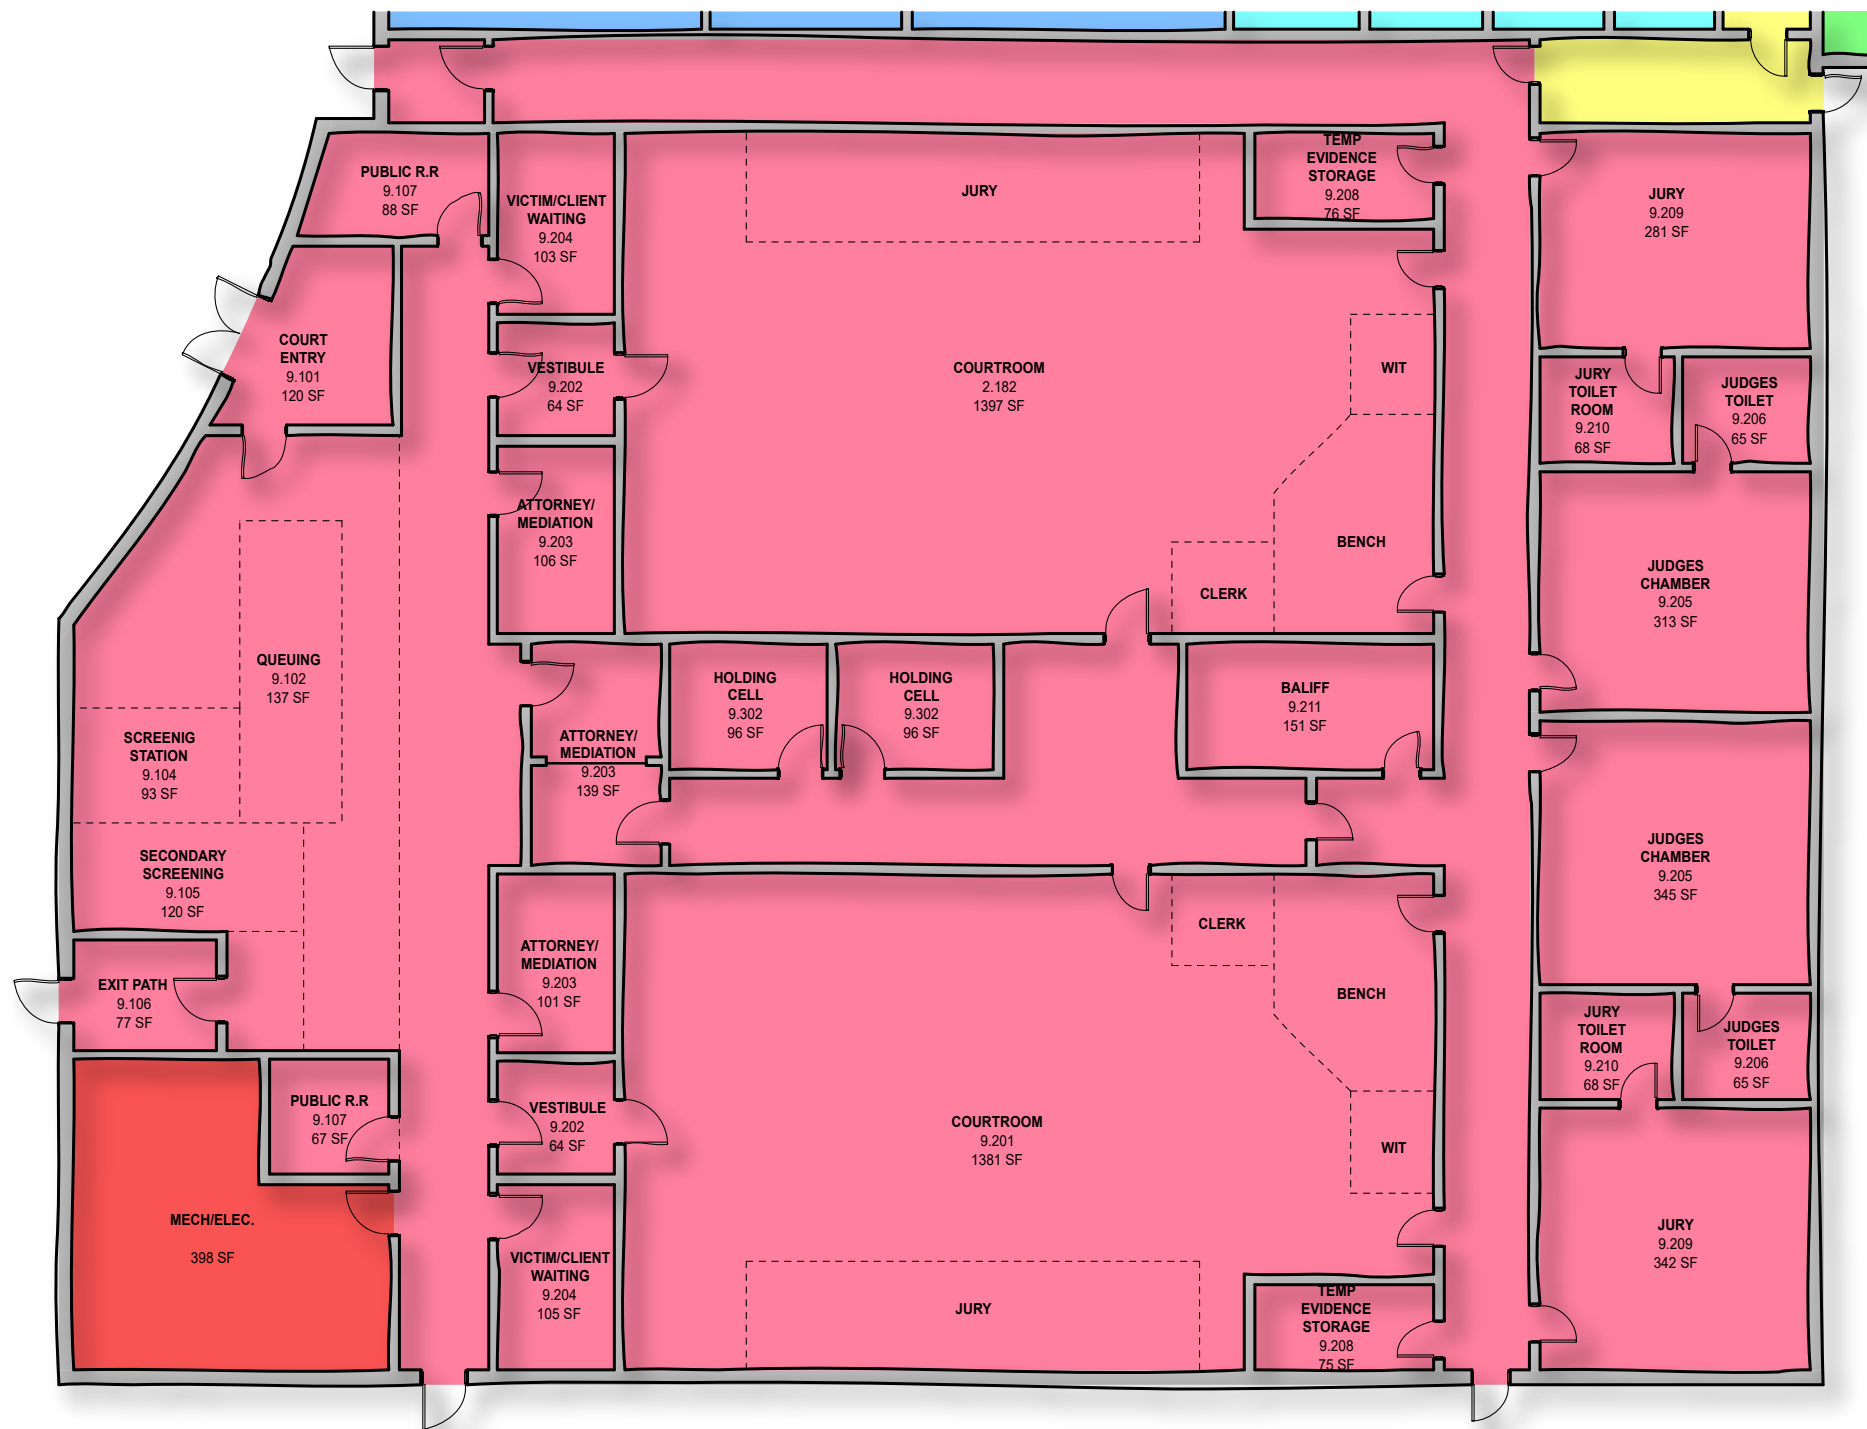 PUBLIC R.R
9.107
88 SF
VICTIM/CLIENT
WAITING
9.204
103 SF
JURY
TEMP
EVIDENCE
STORAGE
9.208
76 SF
JURY
9.209
281 SF
COURT
ENTRY
9.101
120 SF
VESTIBULE
9.202
64 SF
COURTROOM
2.182
1397 SF
WIT
JURY
TOILET
ROOM
9.210
68 SF
JUDGES
TOILET
9.206
65 SF
ATTORNEY/
MEDIATION
9.203
106 SF
BENCH
CLERK
JUDGES
CHAMBER
9.205
313 SF
QUEUING
9.102
137 SF
SCREENIG
STATION
9.104
93 SF
ATTORNEY/
MEDIATION
9.203
139 SF
HOLDING
CELL
9.302
96 SF
HOLDING
CELL
9.302
96 SF
BALIFF
9.211
151 SF
JUDGES
CHAMBER
9.205
345 SF
SECONDARY
SCREENING
9.105
120 SF
EXIT PATH
9.106
77 SF
ATTORNEY/
MEDIATION
9.203
101 SF
CLERK
BENCH
JURY
TOILET
ROOM
9.210
68 SF
JUDGES
TOILET
9.206
65 SF
PUBLIC R.R
9.107
67 SF
VESTIBULE
9.202
64 SF
COURTROOM
9.201
1381 SF
WIT
MECH/ELEC.
398 SF
VICTIM/CLIENT
WAITING
9.204
105 SF
JURY
TEMP
EVIDENCE
STORAGE
9.208
75 SF
JURY
9.209
342 SF